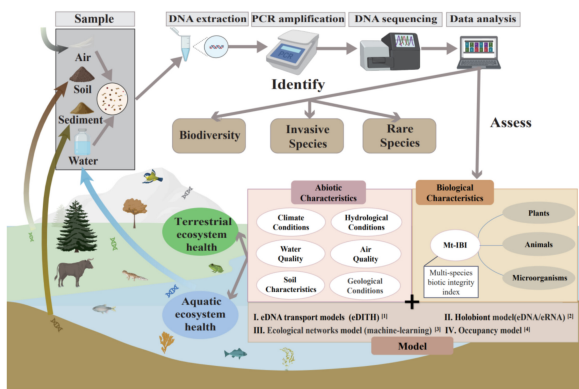 Sample
DNA extraction
PCR amplification
DNA sequencing
Data analysis
Air
Soil
Sediment
Water
Identify
Biodiversity
Invasive
Species
Rare
Species
Assess
Terrestrial
ecosystem
health
Aquatic
ecosystem
health
Abiotic
Characteristics
Climate
Conditions
Hydrological
Conditions
Water
Quality
Air
Quality
Soil
Characteristics
Geological
Conditions
Biological
Characteristics
Mt-IBI
Multi-species
biotic integrity
index
Plants
Animals
Microorganisms
+
I. eDNA transport models (eDITH) [1]
II. Holobiont model(eDNA/eRNA) [2]
III. Ecological networks model (machine-learning) [3]
IV. Occupancy model [4]
Model